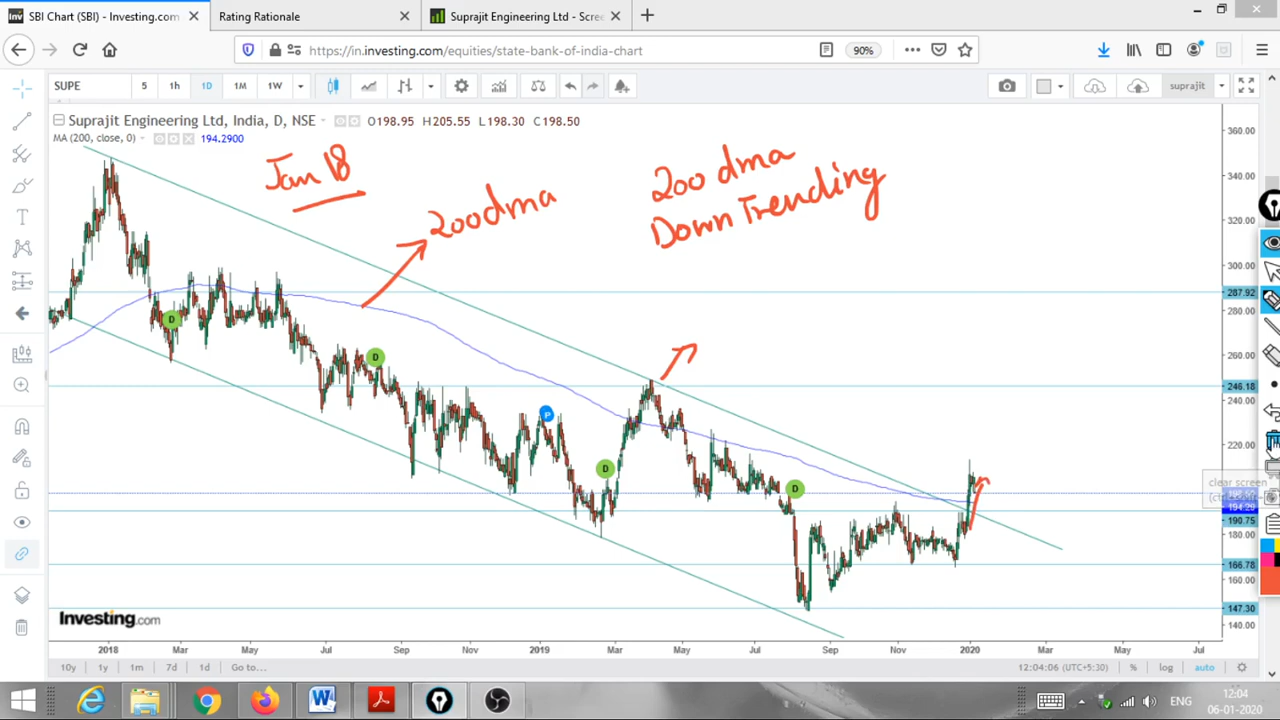 SBI Chart (SBI) - Investing.com
Rating Rationale
Suprajit Engineering Ltd - Scree
https://in.investing.com/equities/state-bank-of-india-chart
90%
SUPE
5
1h
1D
1M
1W
suprajit
Suprajit Engineering Ltd, India, D, NSE
O198.95 H205.55 L198.30 C198.50
MA (200, close, 0)
194.2900
Jan 18
200dma
200 dma
Down Trending
D
D
P
D
D
360.00
340.00
320.00
300.00
287.92
280.00
260.00
246.18
240.00
220.00
clear screen
194.29
190.75
180.00
166.78
160.00
147.30
140.00
Investing.com
2018
Mar
May
Jul
Sep
Nov
2019
Mar
May
Jul
Sep
Nov
2020
Mar
May
Jul
10y
1y
1m
7d
1d
Go to...
12:04:06 (UTC+5:30)
%
log
auto
ENG
12:04
06-01-2020